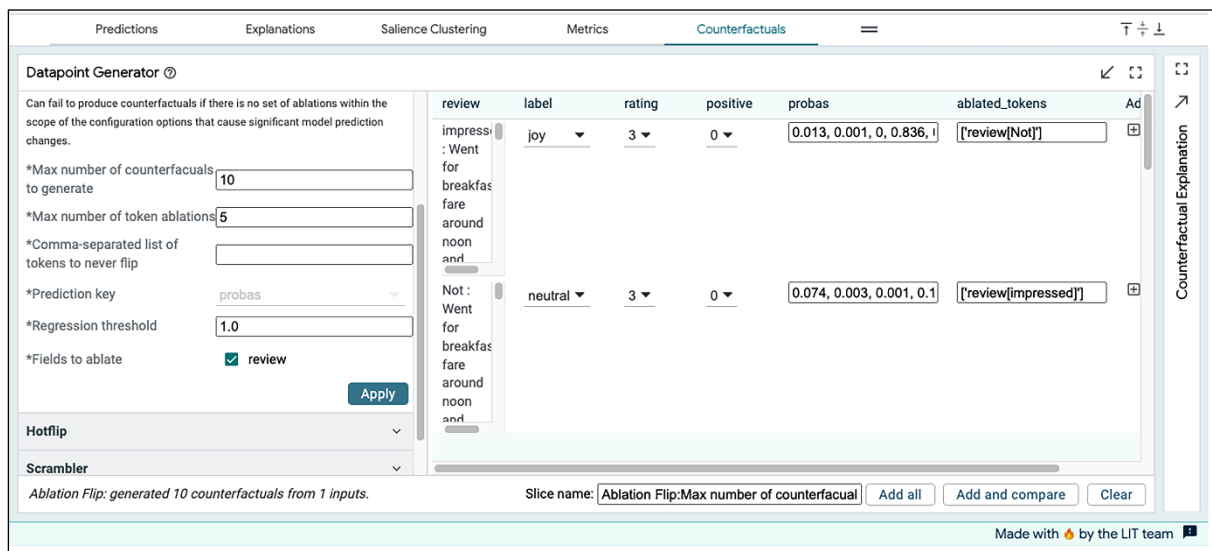 Predictions Explanations Salience Clustering Metrics Counterfactuals
Datapoint Generator
Can fail to produce counterfactuals if there is no set of ablations within the
scope of the configuration options that cause significant model prediction
changes.
*Max number of counterfacuals
to generate
10
*Max number of token ablations
5
*Comma-separated list of
tokens to never flip
*Prediction key
probas
*Regression threshold
1.0
*Fields to ablate
review
Apply
Hotflip
Scrambler
review label rating positive probas ablated_tokens Ad
impress
: Went
for
breakfas
fare
around
noon
and
joy 3 0 0.013, 0.001, 0, 0.836, ['review[Not]']
Not :
Went
for
breakfas
fare
around
noon
and
neutral 3 0 0.074, 0.003, 0.001, 0.1 ['review[impressed]']
Counterfactual Explanation
Ablation Flip: generated 10 counterfactuals from 1 inputs.
Slice name: Ablation Flip:Max number of counterfacual Add all Add and compare Clear
Made with 🔥 by the LIT team